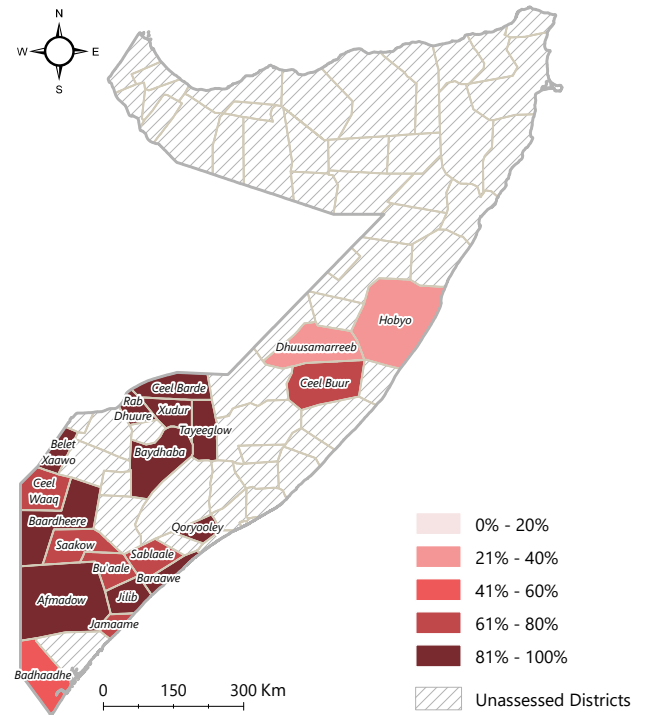 N
W
E
S
Hobyo
Dhuusamarreeb
Ceel Buur
Ceel Barde
Rab
Dhuure
Xudur
Tayeeglow
Belet
Xaawo
Baydhaba
Ceel
Waaq
Baardheere
Qoryooley
Saakow
Sablaale
Bu'aale
Baraawe
Afmadow
Jilib
Jamaame
Badhaadhe
0% - 20%
21% - 40%
41% - 60%
61% - 80%
81% - 100%
Unassessed Districts
0 150 300 Km